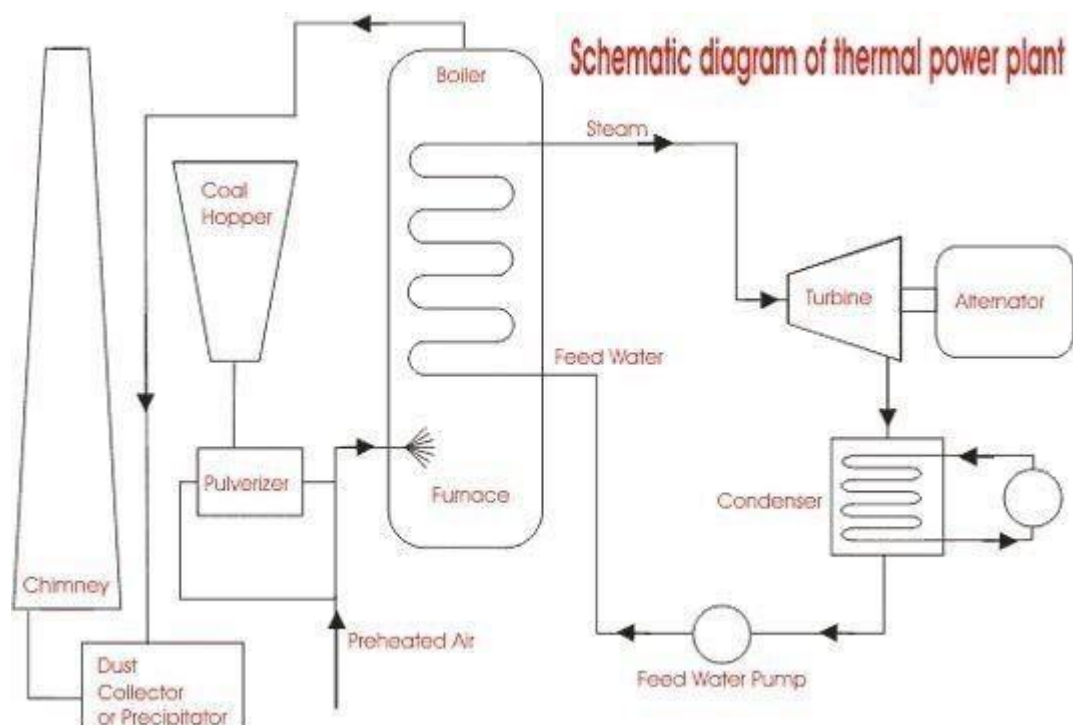 Schematic diagram of thermal power plant
Boiler
Steam
Coal
Hopper
Turbine
Alternator
Feed Water
Pulverizer
Furnace
Condenser
Chimney
Preheated Air
Feed Water Pump
Dust
Collector
or Precipitator